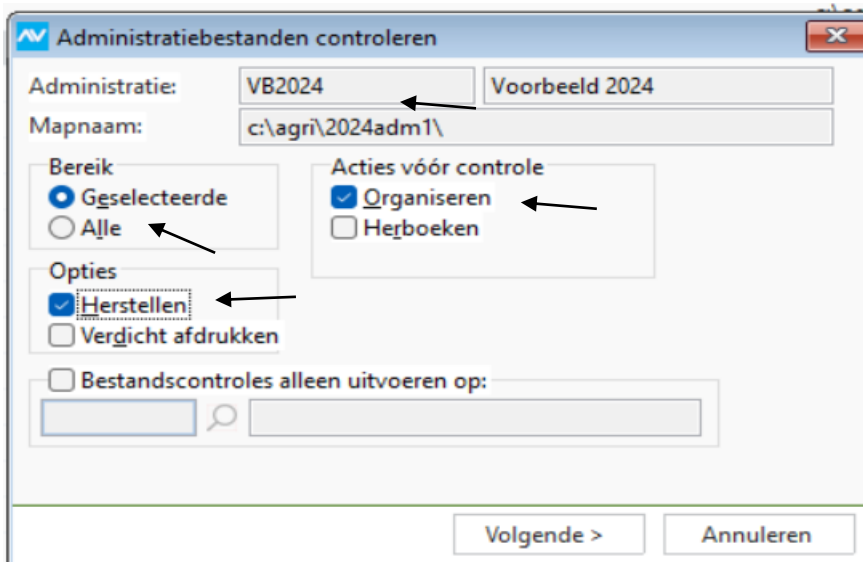 Administratiebestanden controleren
Administratie: VB2024 Voorbeeld 2024
Mapnaam: c:\agri\2024adm1\
Bereik Acties vóór controle
Geselecteerde Organiseren
Alle Herboeken
Opties
Herstellen
Verdicht afdrukken
Bestandscontroles alleen uitvoeren op:
Volgende > Annuleren